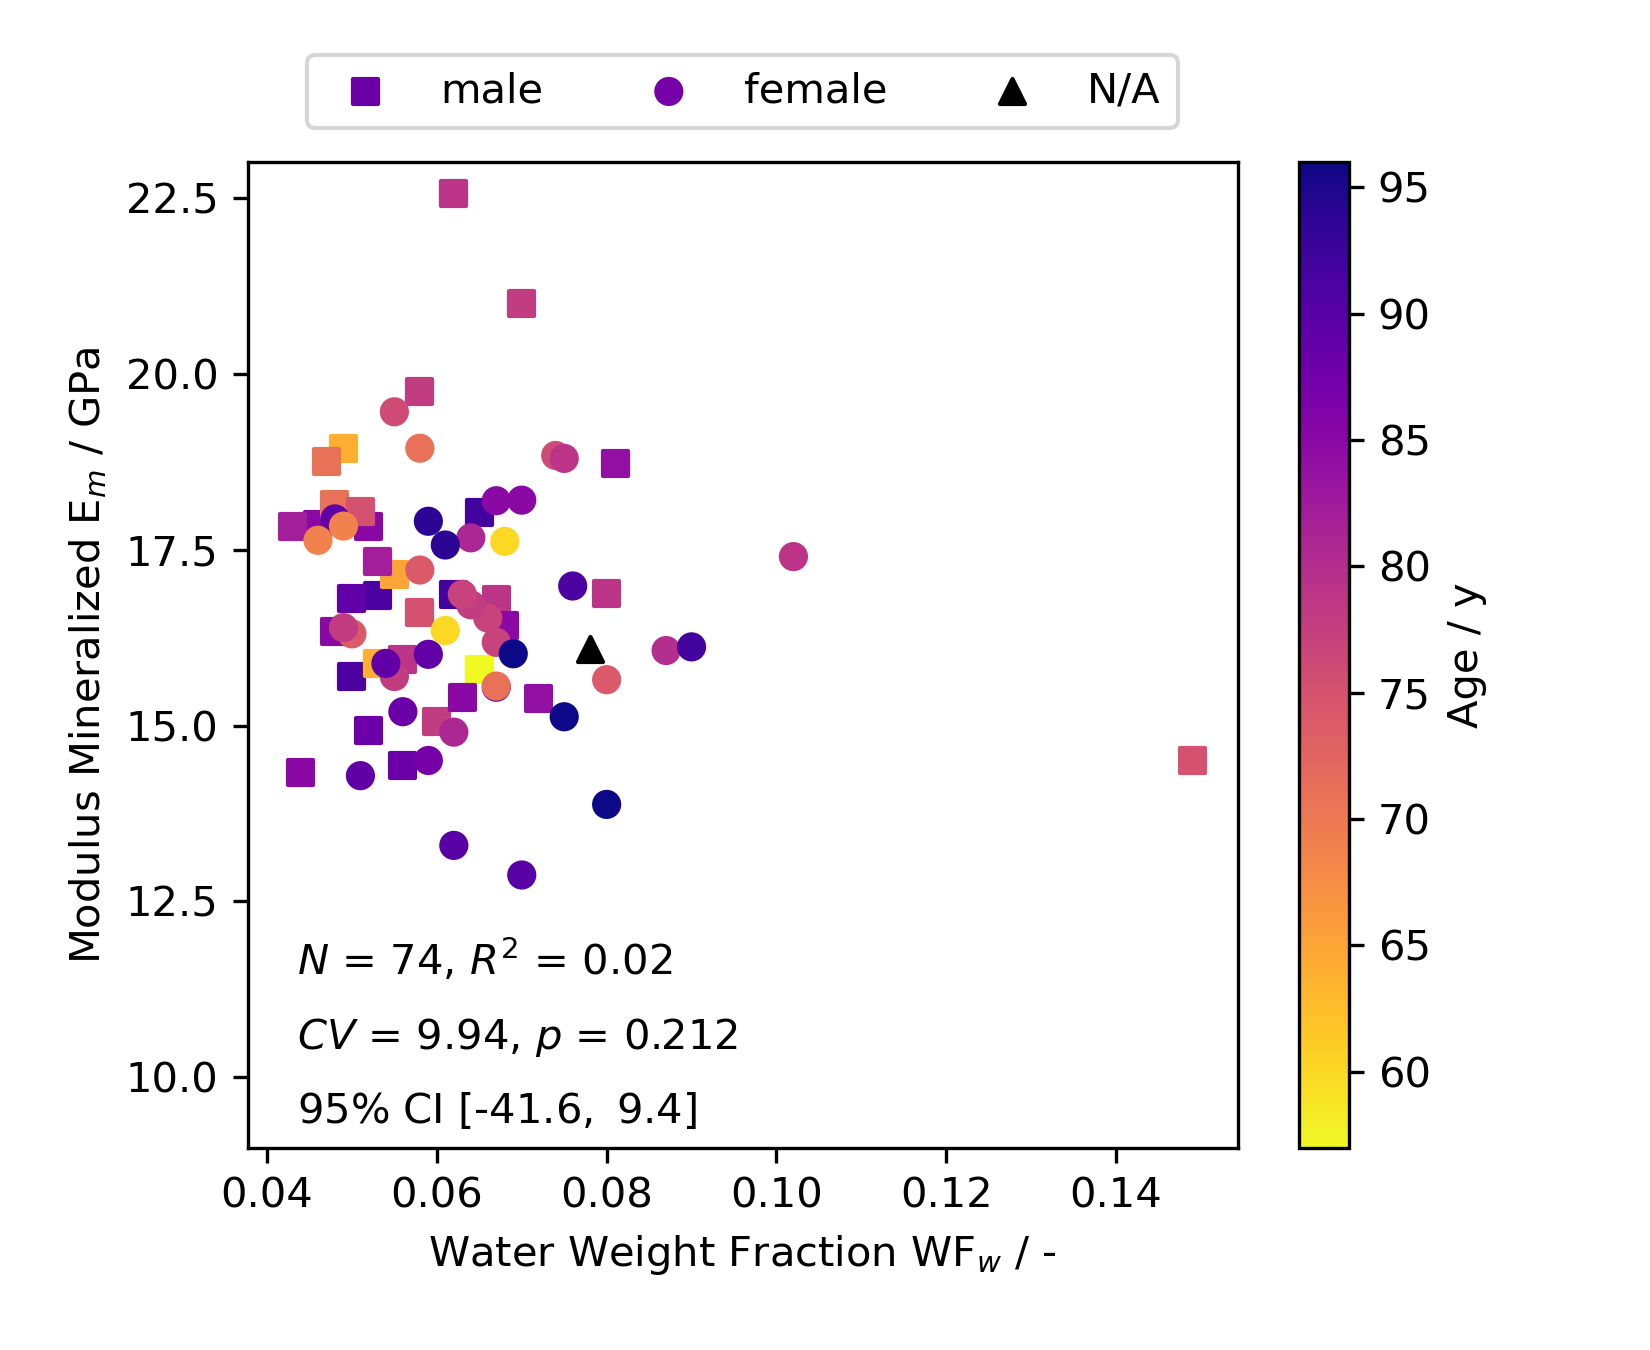 male female N/A
22.5
20.0
17.5
15.0
12.5
10.0
Modulus Mineralized Eₘ / GPa
N = 74, R² = 0.02
CV = 9.94, p = 0.212
95% CI [-41.6, 9.4]
0.04 0.06 0.08 0.10 0.12 0.14
Water Weight Fraction WF_w / -
95
90
85
80
75
70
65
60
Age / y